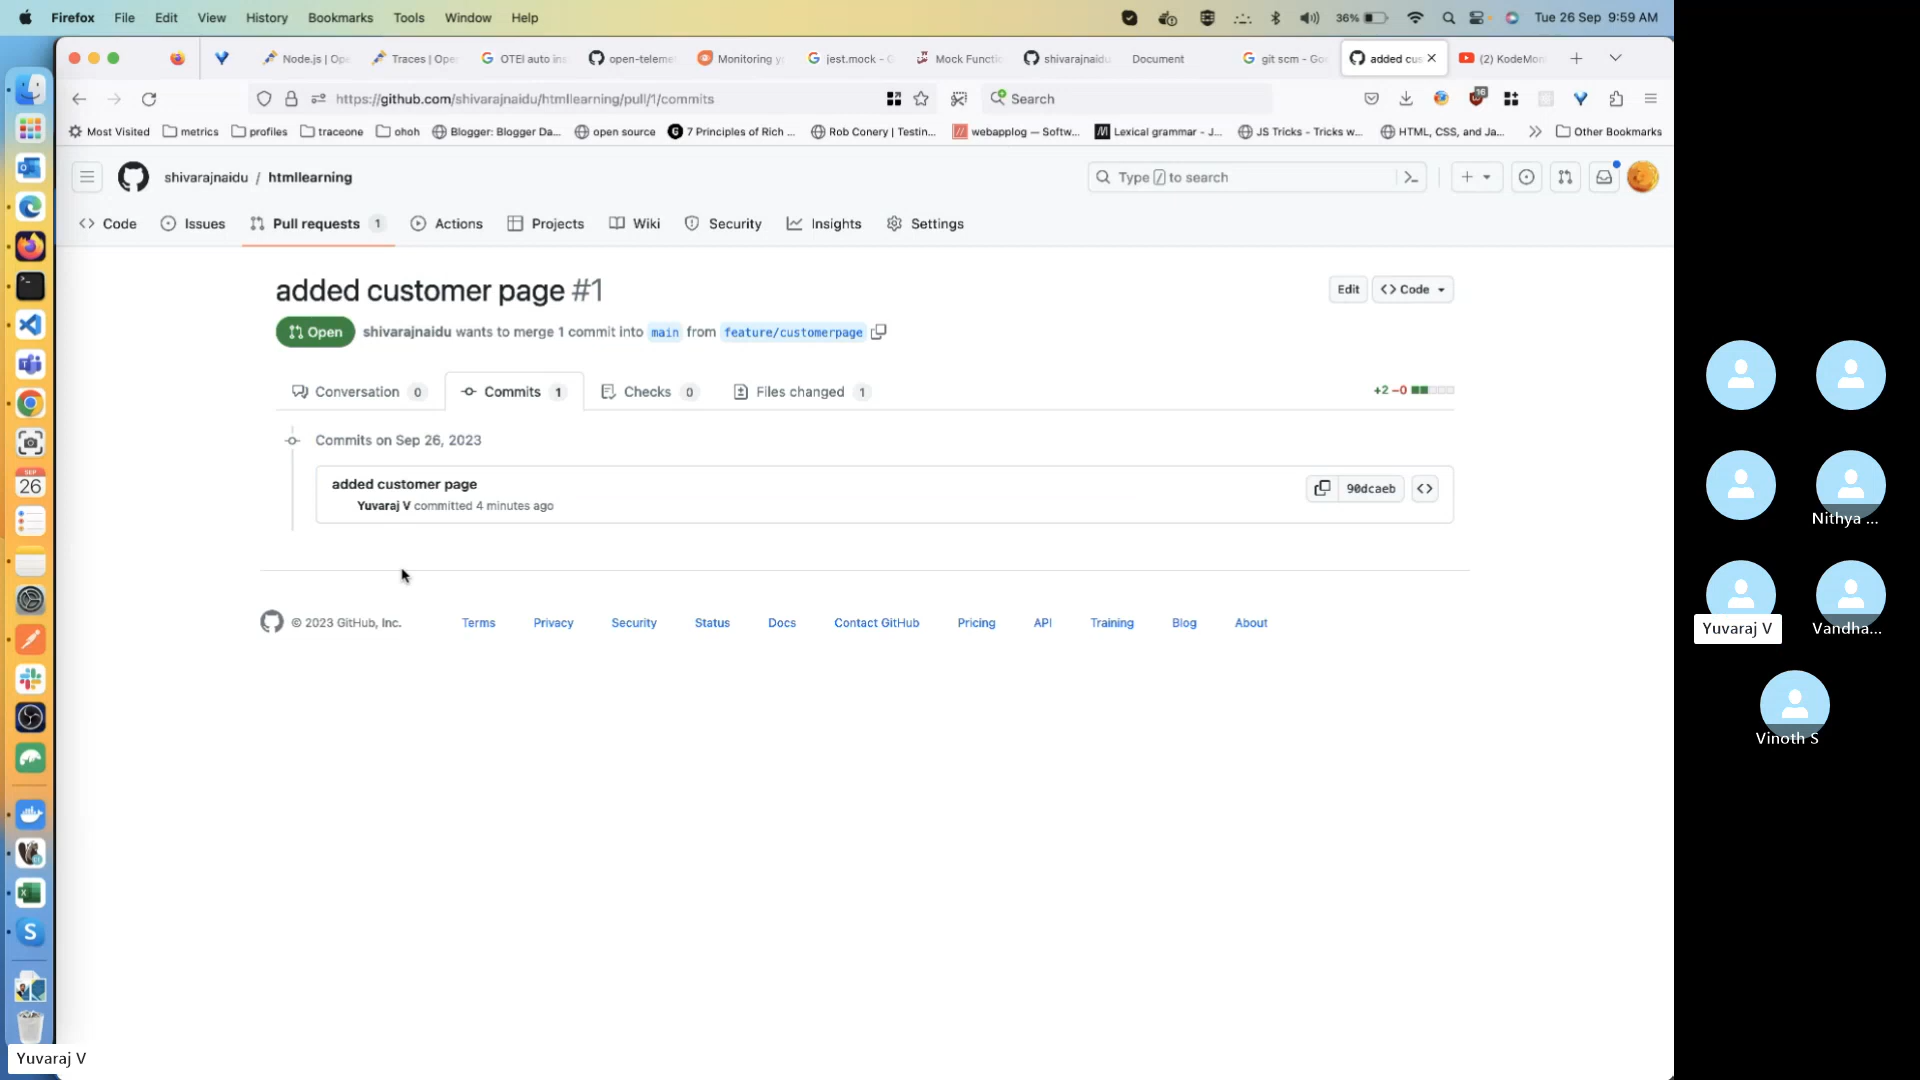 Firefox File Edit View History Bookmarks Tools Window Help 36% Tue 26 Sep 9:59 AM
Node.js | Ope Traces | Ope OTEl auto ins open-teleme Monitoring y jest.mock - G Mock Functio shivarajnaidu Document git scm - Goo added cus (2) KodeMon
https://github.com/shivarajnaidu/htmllearning/pull/1/commits Search 16
Most Visited metrics profiles traceone ohoh Blogger: Blogger Da... open source 7 Principles of Rich ... Rob Conery | Testin... webapplog — Softw... Lexical grammar - J... JS Tricks - Tricks w... HTML, CSS, and Ja... Other Bookmarks
shivarajnaidu / htmllearning Type / to search
Code Issues Pull requests 1 Actions Projects Wiki Security Insights Settings
added customer page #1 Edit Code
Open shivarajnaidu wants to merge 1 commit into main from feature/customerpage
Conversation 0 Commits 1 Checks 0 Files changed 1 +2 −0
Commits on Sep 26, 2023
added customer page 90dcaeb
Yuvaraj V committed 4 minutes ago
© 2023 GitHub, Inc. Terms Privacy Security Status Docs Contact GitHub Pricing API Training Blog About
SEP
26
S
Nithya ...
Yuvaraj V Vandha...
Vinoth S
Yuvaraj V